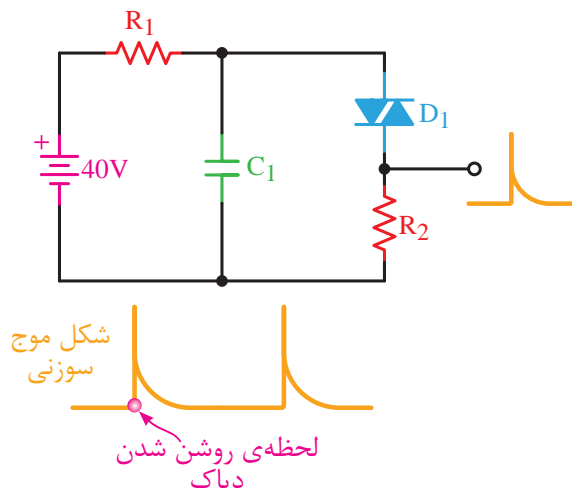 R1
+
40V
C1
D1
R2
شکل موج
سوزنی
لحظه‌ی روشن شدن
دیاک